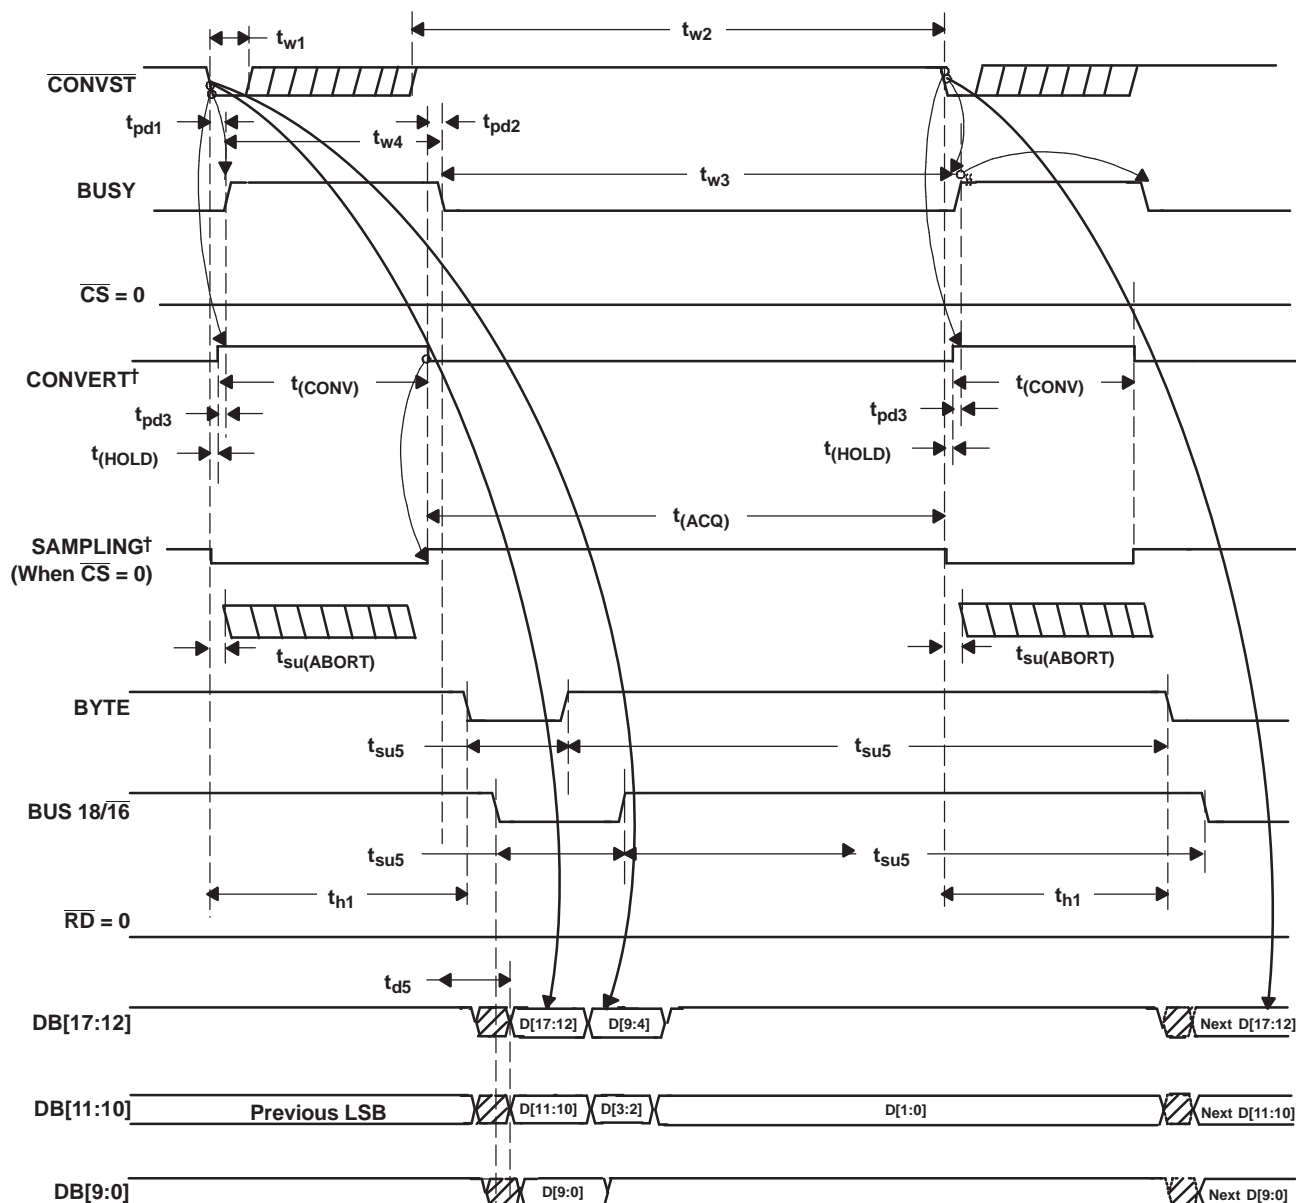 tw1
tw2
CONVST
tpd1
tw4
tpd2
tw3
BUSY
CS = 0
CONVERT†
t(CONV)
t(CONV)
tpd3
tpd3
t(HOLD)
t(HOLD)
t(ACQ)
SAMPLING†
(When CS = 0)
tsu(ABORT)
tsu(ABORT)
BYTE
tsu5
tsu5
BUS 18/16
tsu5
tsu5
th1
th1
RD = 0
td5
DB[17:12]
D[17:12]
D[9:4]
Next D[17:12]
DB[11:10]
Previous LSB
D[11:10]
D[3:2]
D[1:0]
Next D[11:10]
DB[9:0]
D[9:0]
Next D[9:0]